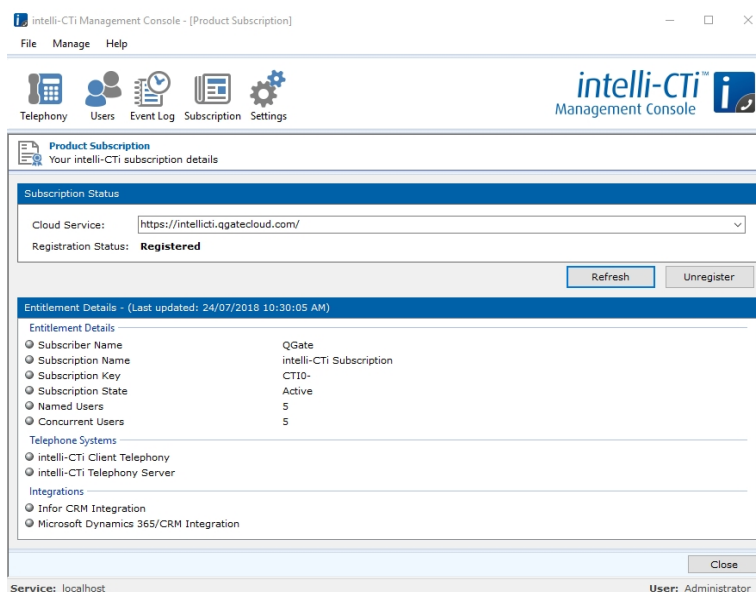 intelli-CTi Management Console - [Product Subscription]
File Manage Help
Telephony Users Event Log Subscription Settings
intelli-CTi™
Management Console
Product Subscription
Your intelli-CTi subscription details
Subscription Status
Cloud Service: https://intellicti.qgatecloud.com/
Registration Status: Registered
Refresh Unregister
Entitlement Details - (Last updated: 24/07/2018 10:30:05 AM)
Entitlement Details
Subscriber Name QGate
Subscription Name intelli-CTi Subscription
Subscription Key CTI0-
Subscription State Active
Named Users 5
Concurrent Users 5
Telephone Systems
intelli-CTi Client Telephony
intelli-CTi Telephony Server
Integrations
Infor CRM Integration
Microsoft Dynamics 365/CRM Integration
Close
Service: localhost User: Administrator